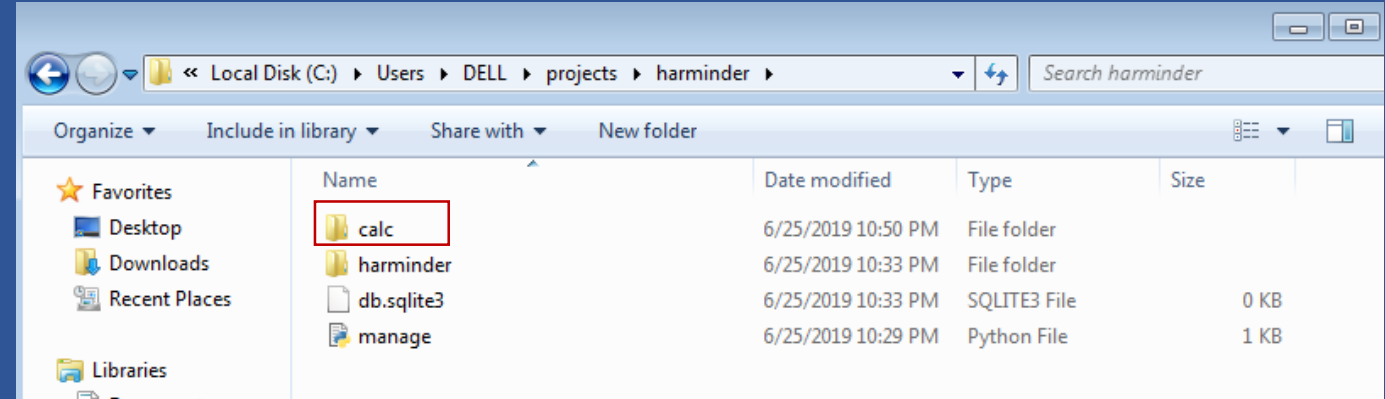 « Local Disk (C:) ▸ Users ▸ DELL ▸ projects ▸ harminder ▸ Search harminder
Organize ▾ Include in library ▾ Share with ▾ New folder
Favorites
Desktop
Downloads
Recent Places
Libraries
Name Date modified Type Size
calc 6/25/2019 10:50 PM File folder
harminder 6/25/2019 10:33 PM File folder
db.sqlite3 6/25/2019 10:33 PM SQLITE3 File 0 KB
manage 6/25/2019 10:29 PM Python File 1 KB